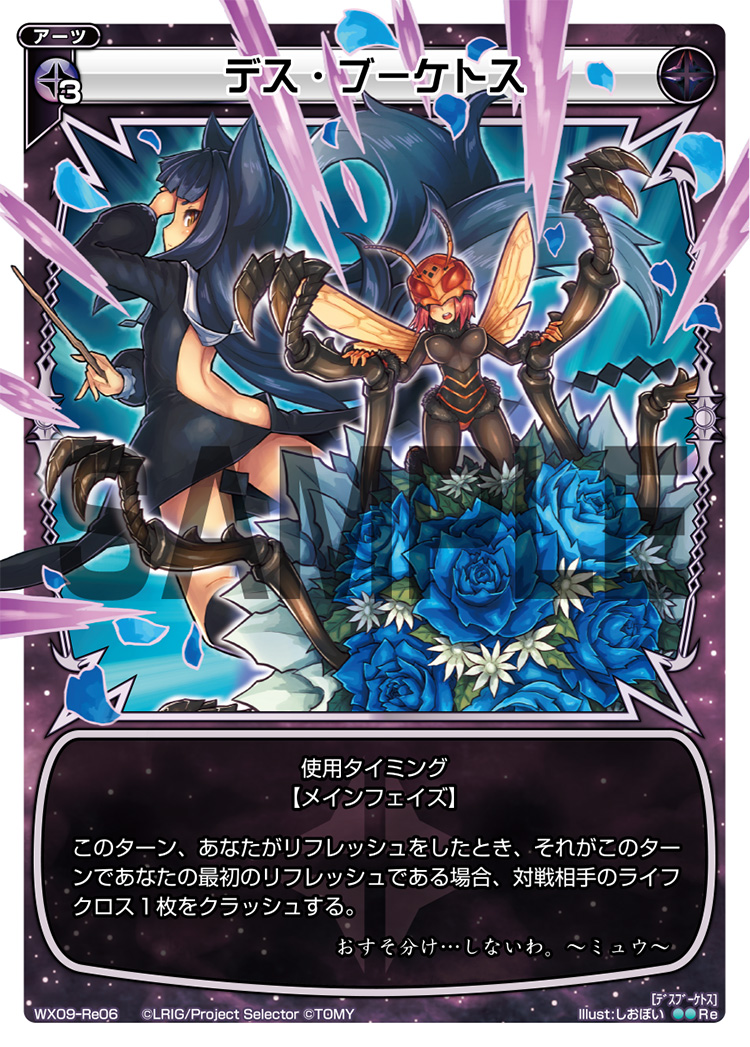 アーツ
3
デス・ブーケトス
SAMPLE
使用タイミング
【メインフェイズ】
このターン、あなたがリフレッシュをしたとき、それがこのター
ンであなたの最初のリフレッシュである場合、対戦相手のライフ
クロス1枚をクラッシュする。
おすそ分け…しないわ。～ミュウ～
[ﾃﾞｽﾌﾞｰｹﾄｽ]
WX09-Re06 ©LRIG/Project Selector ©TOMY Illust:しおぼい Re